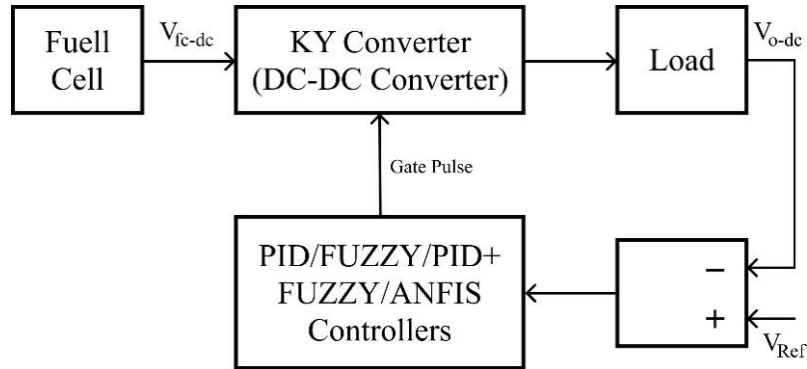 Fuell
Cell
V_fc-dc
KY Converter
(DC-DC Converter)
Load
V_o-dc
Gate Pulse
PID/FUZZY/PID+
FUZZY/ANFIS
Controllers
−
+
V_Ref